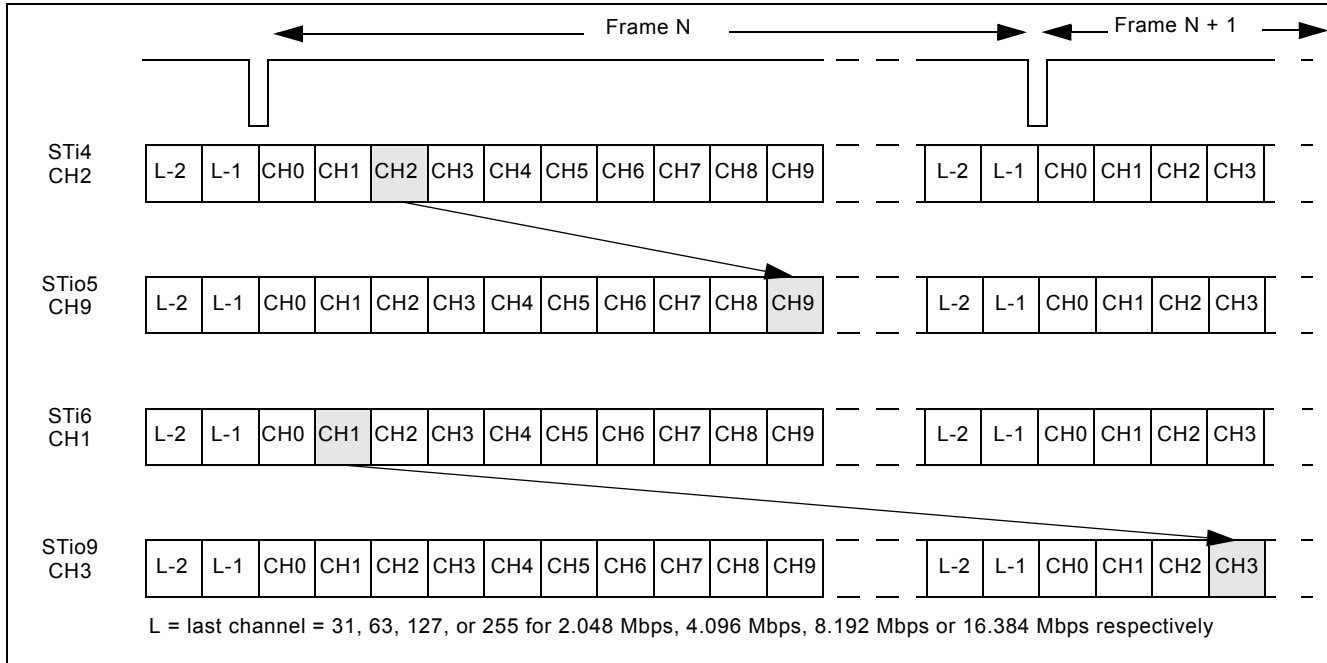 Frame N Frame N + 1
STi4
CH2
L-2 L-1 CH0 CH1 CH2 CH3 CH4 CH5 CH6 CH7 CH8 CH9 L-2 L-1 CH0 CH1 CH2 CH3
STio5
CH9
L-2 L-1 CH0 CH1 CH2 CH3 CH4 CH5 CH6 CH7 CH8 CH9 L-2 L-1 CH0 CH1 CH2 CH3
STi6
CH1
L-2 L-1 CH0 CH1 CH2 CH3 CH4 CH5 CH6 CH7 CH8 CH9 L-2 L-1 CH0 CH1 CH2 CH3
STio9
CH3
L-2 L-1 CH0 CH1 CH2 CH3 CH4 CH5 CH6 CH7 CH8 CH9 L-2 L-1 CH0 CH1 CH2 CH3
L = last channel = 31, 63, 127, or 255 for 2.048 Mbps, 4.096 Mbps, 8.192 Mbps or 16.384 Mbps respectively